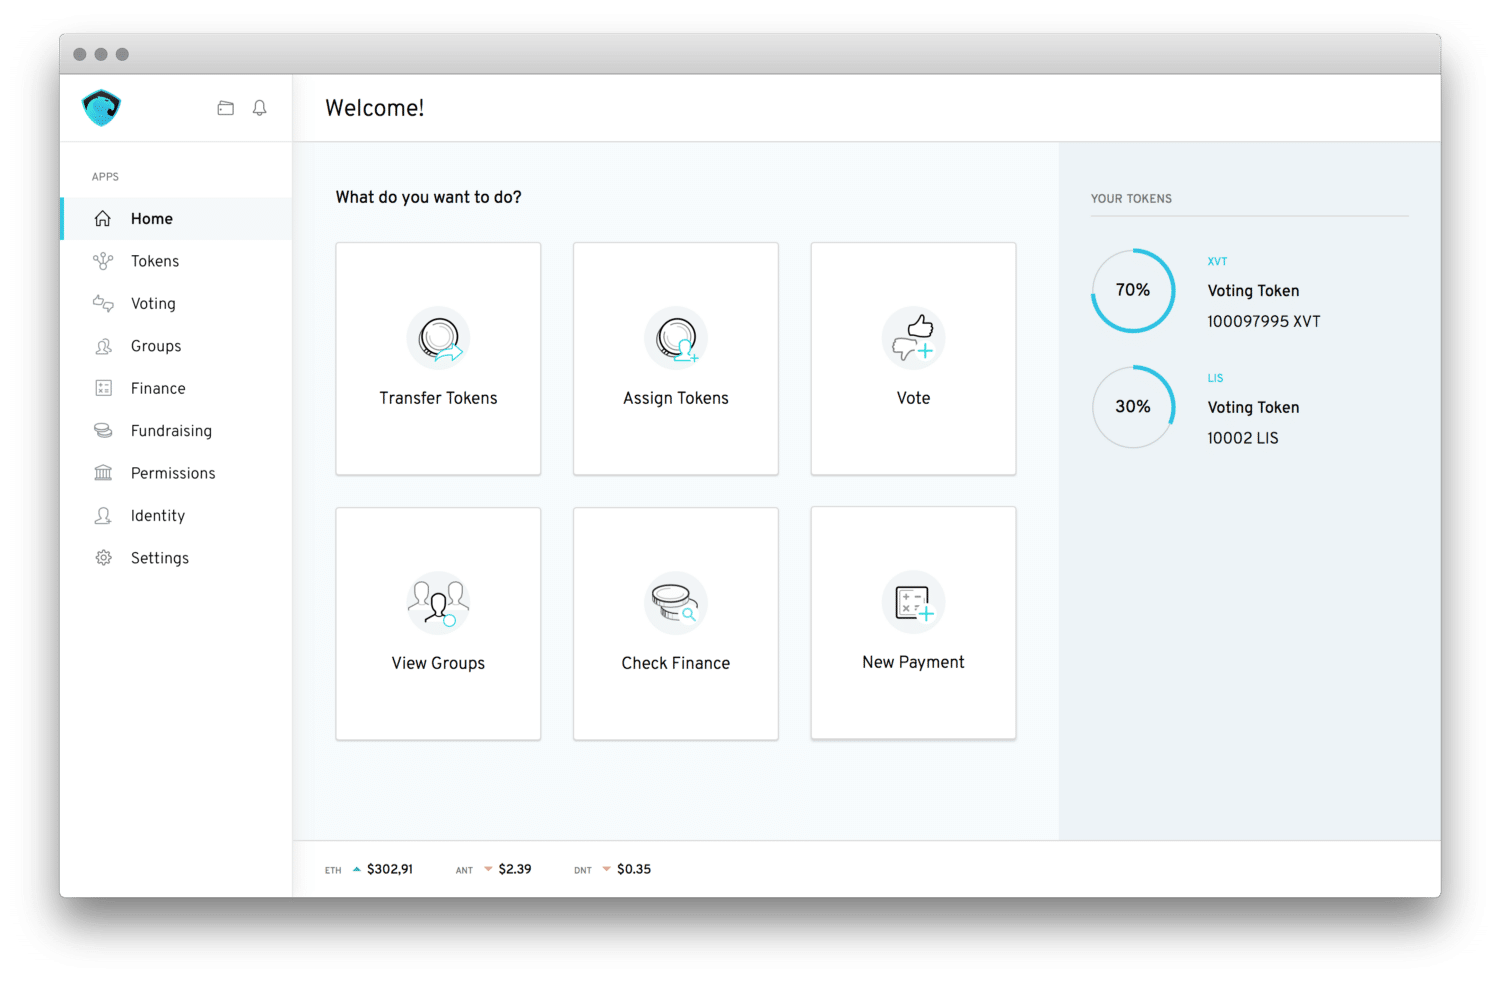 Welcome!
APPS
Home
Tokens
Voting
Groups
Finance
Fundraising
Permissions
Identity
Settings
What do you want to do?
Transfer Tokens
Assign Tokens
Vote
View Groups
Check Finance
New Payment
YOUR TOKENS
70%
XVT
Voting Token
100097995 XVT
30%
LIS
Voting Token
10002 LIS
ETH $302,91 ANT $2.39 DNT $0.35